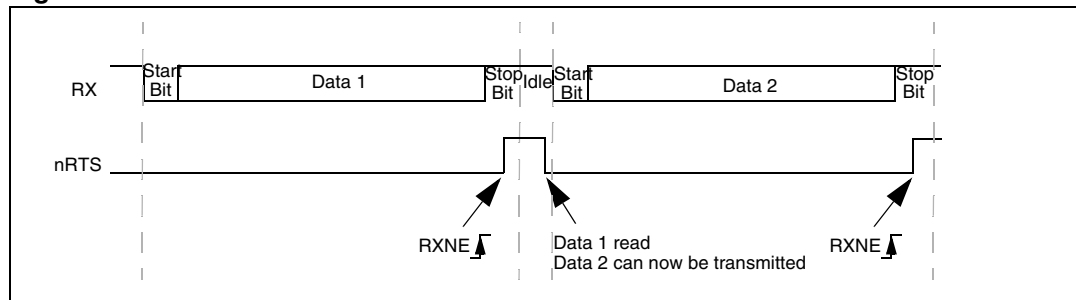 RX
Start Bit
Data 1
Stop Bit
Idle
Start Bit
Data 2
Stop Bit
nRTS
RXNE
Data 1 read
Data 2 can now be transmitted
RXNE